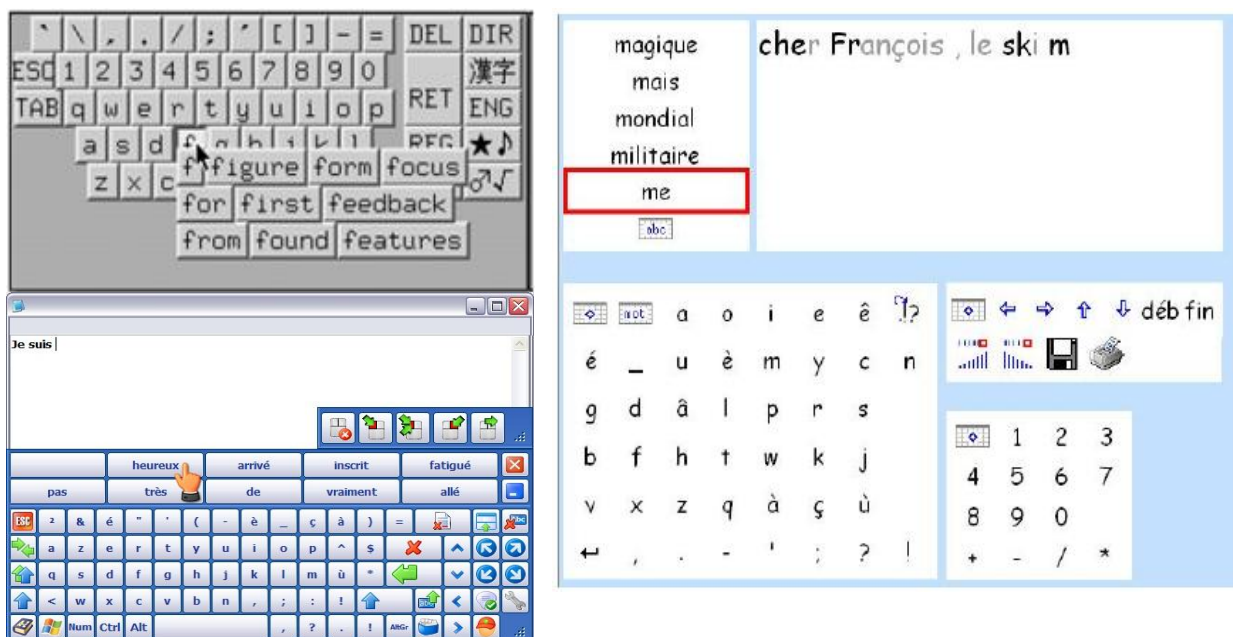 ` \ , . / ; ' [ ] - = DEL DIR
ESC 1 2 3 4 5 6 7 8 9 0 漢字
TAB q w e r t y u i o p RET ENG
a s d f g h j k l REG ★♪
z x c ♂√
f figure form focus
for first feedback
from found features
Je suis
heureux arrivé inscrit fatigué
pas très de vraiment allé
ESC ² & é " ' ( - è _ ç à ) =
a z e r t y u i o p ^ $
q s d f g h j k l m ù *
< w x c v b n , ; : !
Num Ctrl Alt , ? . ! AltGr
magique
mais
mondial
militaire
me
abc
cher François , le ski m
mot a o i e ê ?
é _ u è m y c n
g d â l p r s
b f h t w k j
v x z q à ç ù
↵ , . - ' ; ? !
⇦ ⇨ ⇧ ⇩ déb fin
1 2 3
4 5 6 7
8 9 0
+ - / *